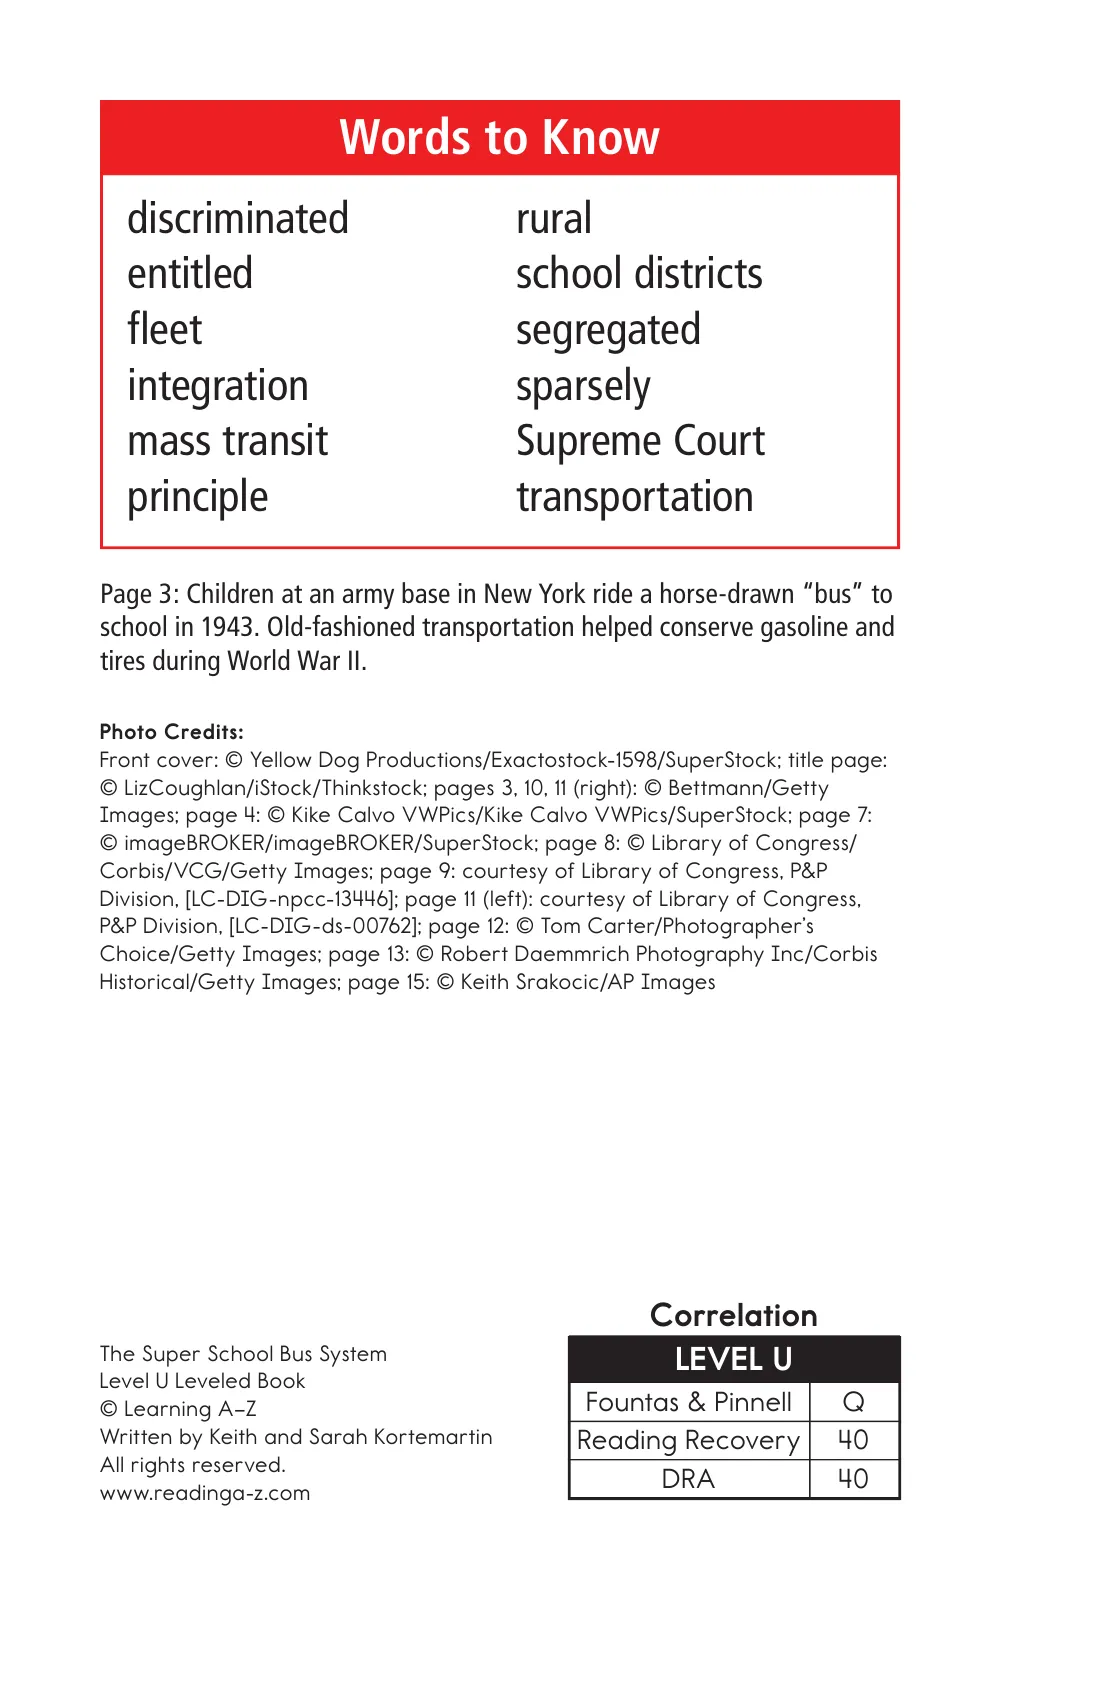 Words to Know
discriminated
entitled
fleet
integration
mass transit
principle
rural
school districts
segregated
sparsely
Supreme Court
transportation
Page 3: Children at an army base in New York ride a horse-drawn “bus” to
school in 1943. Old-fashioned transportation helped conserve gasoline and
tires during World War II.
Photo Credits:
Front cover: © Yellow Dog Productions/Exactostock-1598/SuperStock; title page:
© LizCoughlan/iStock/Thinkstock; pages 3, 10, 11 (right): © Bettmann/Getty
Images; page 4: © Kike Calvo VWPics/Kike Calvo VWPics/SuperStock; page 7:
© imageBROKER/imageBROKER/SuperStock; page 8: © Library of Congress/
Corbis/VCG/Getty Images; page 9: courtesy of Library of Congress, P&P
Division, [LC-DIG-npcc-13446]; page 11 (left): courtesy of Library of Congress,
P&P Division, [LC-DIG-ds-00762]; page 12: © Tom Carter/Photographer’s
Choice/Getty Images; page 13: © Robert Daemmrich Photography Inc/Corbis
Historical/Getty Images; page 15: © Keith Srakocic/AP Images
The Super School Bus System
Level U Leveled Book
© Learning A–Z
Written by Keith and Sarah Kortemartin
All rights reserved.
www.readinga-z.com
Correlation
LEVEL U
Fountas & Pinnell Q
Reading Recovery 40
DRA 40